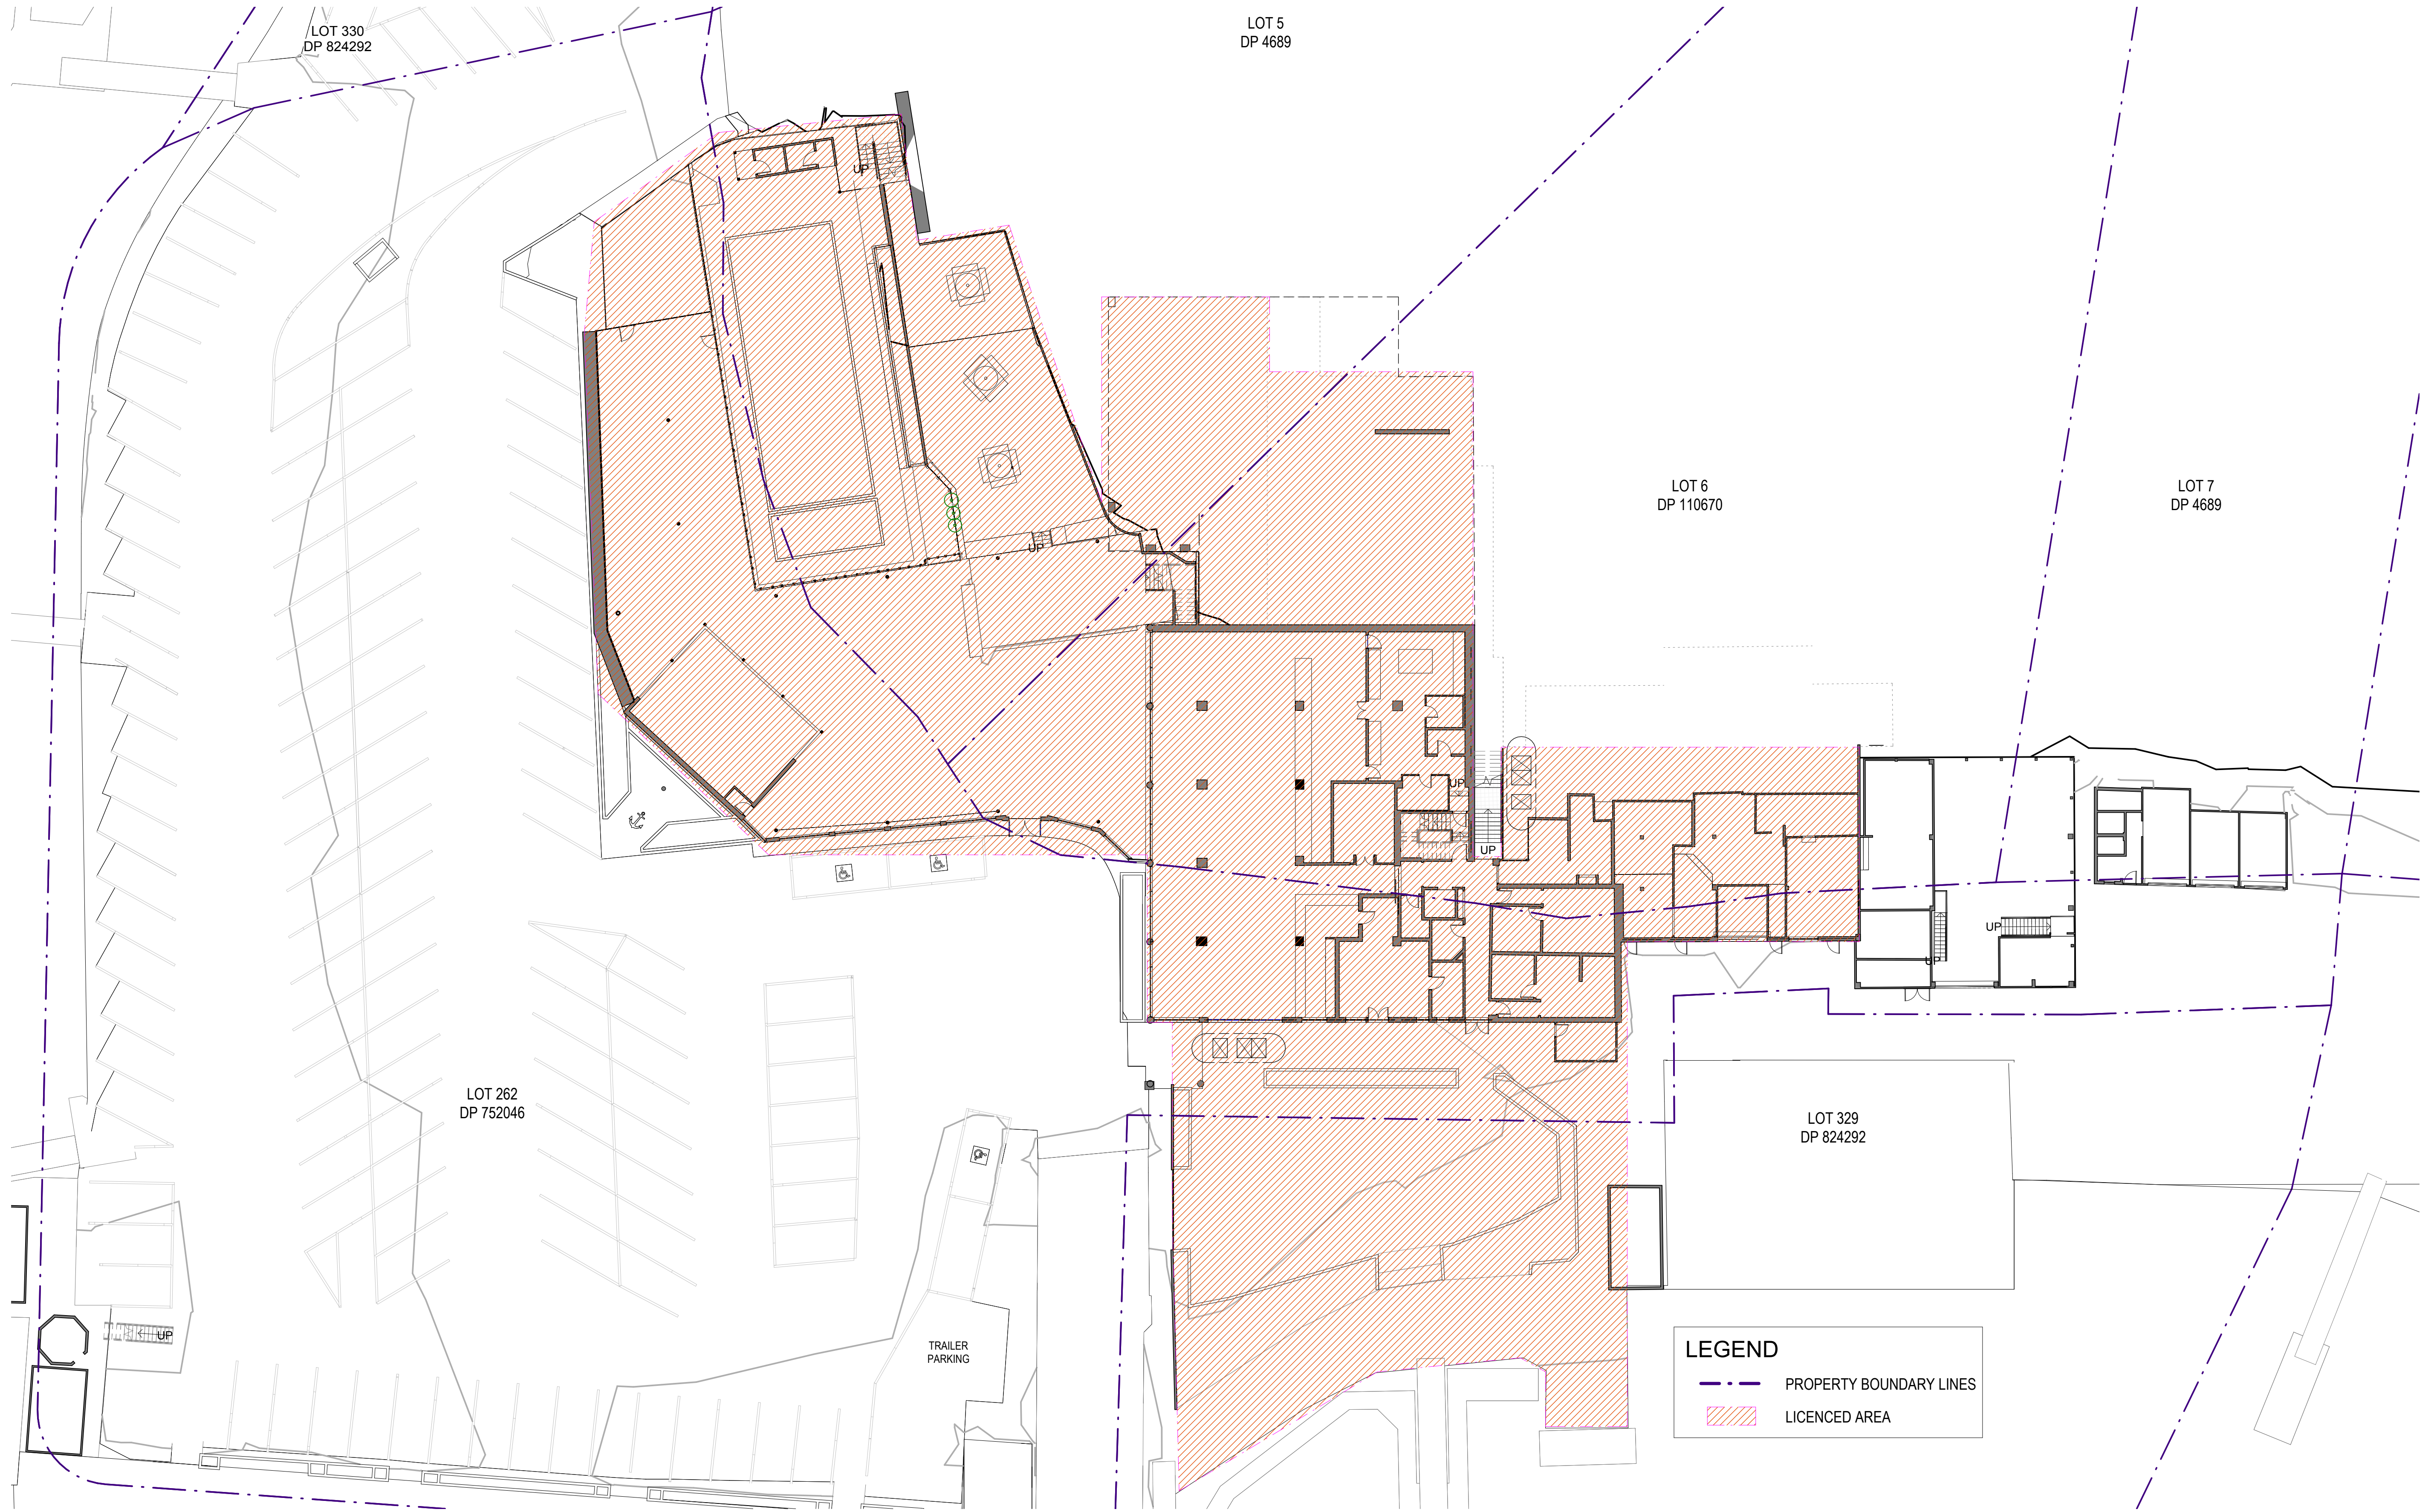 LOT 330
DP 824292
LOT 5
DP 4689
UP
LOT 6
DP 110670
LOT 7
DP 4689
UP
UP
UP
UP
UP
LOT 262
DP 752046
LOT 329
DP 824292
UP
TRAILER
PARKING
LEGEND
PROPERTY BOUNDARY LINES
LICENCED AREA